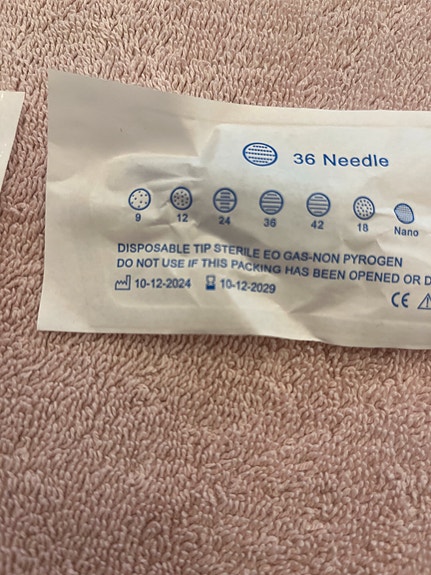 36 Needle
9 12 24 36 42 18 Nano
DISPOSABLE TIP STERILE EO GAS-NON PYROGEN
DO NOT USE IF THIS PACKING HAS BEEN OPENED OR D
10-12-2024 10-12-2029
CE